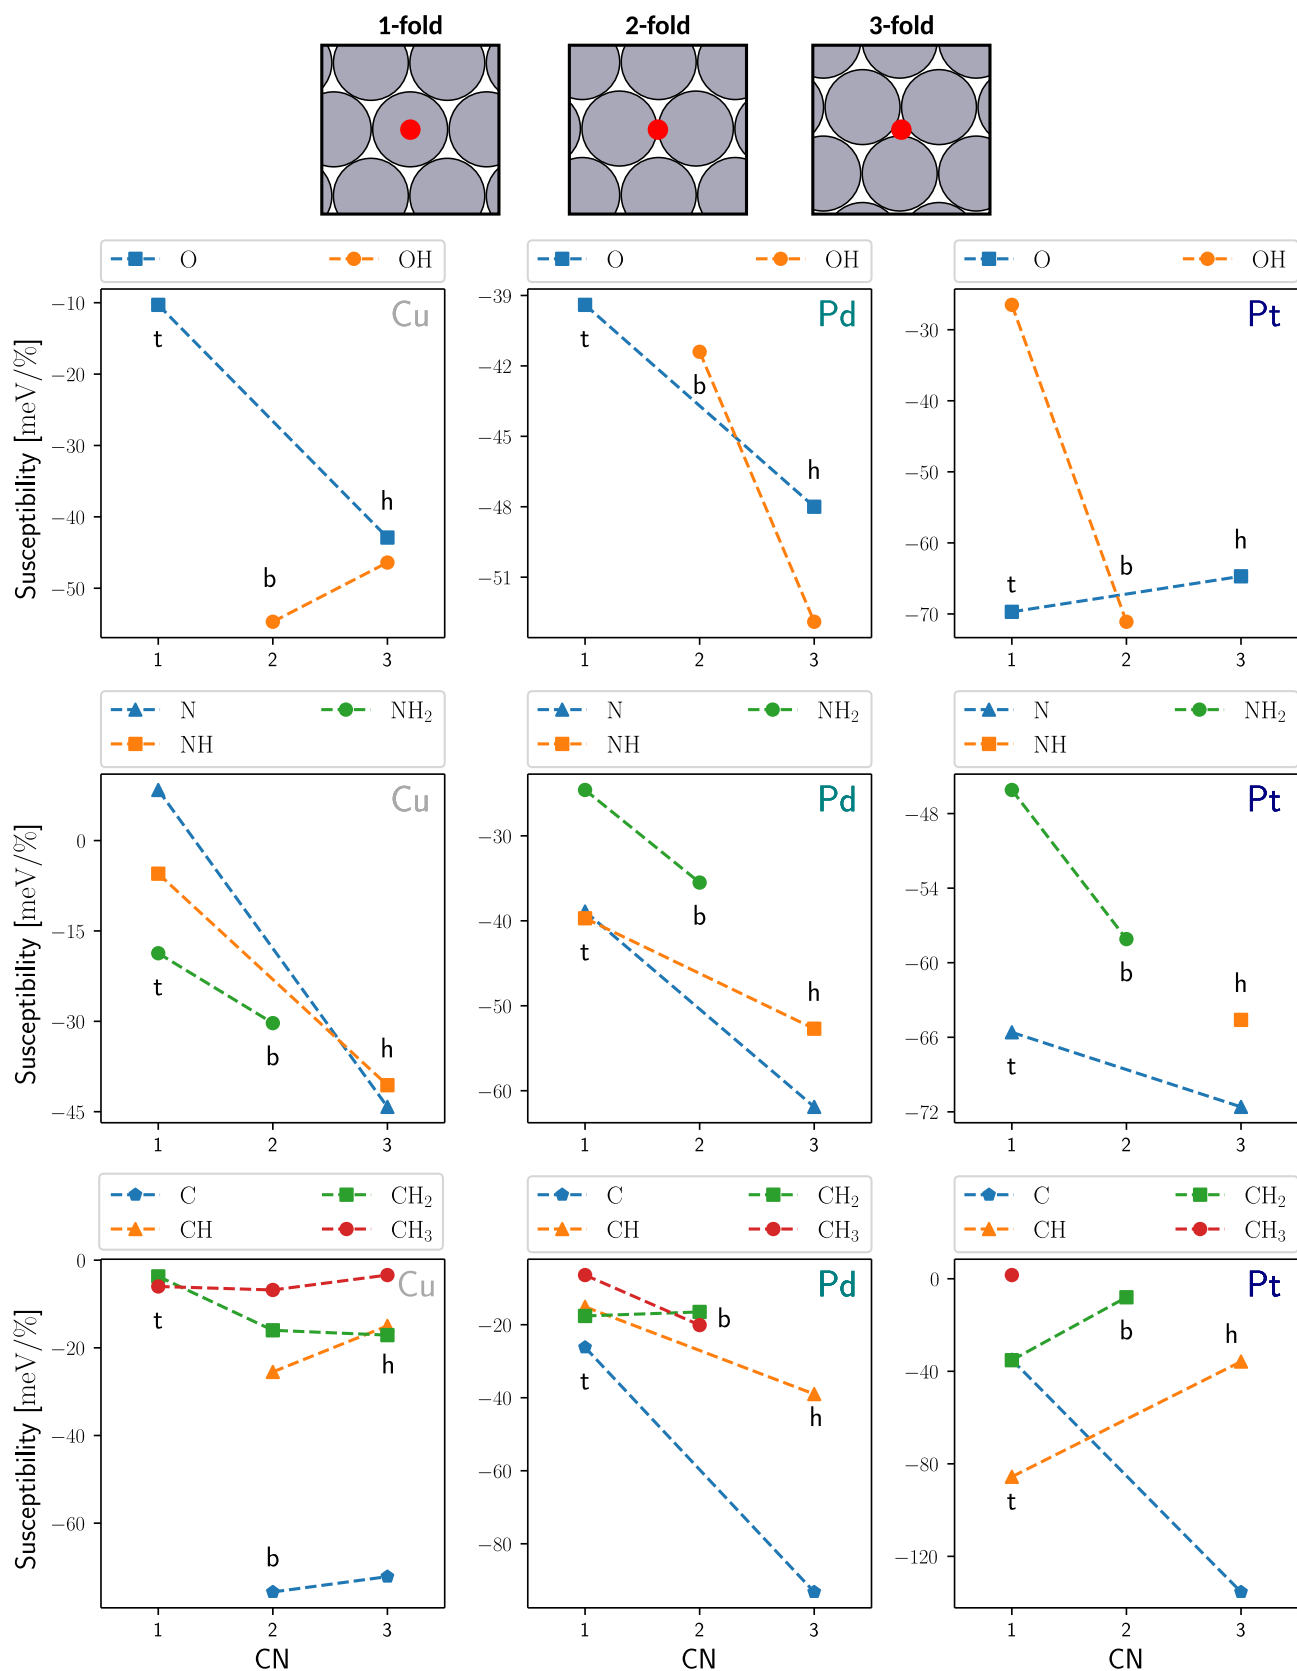 1-fold 2-fold 3-fold
O OH O OH O OH
Cu Pd Pt
Susceptibility [meV/%]
−10
−20
−30
−40
−50
t
b
h
1 2 3
−39
−42
−45
−48
−51
t
b
h
1 2 3
−30
−40
−50
−60
−70
t
b
h
1 2 3
N NH₂ N NH₂ N NH₂
NH NH NH
Cu Pd Pt
Susceptibility [meV/%]
0
−15
−30
−45
t
b
h
1 2 3
−30
−40
−50
−60
t
b
h
1 2 3
−48
−54
−60
−66
−72
t
b
h
1 2 3
C CH₂ C CH₂ C CH₂
CH CH₃ CH CH₃ CH CH₃
Cu Pd Pt
Susceptibility [meV/%]
0
−20
−40
−60
t
b
h
1 2 3
CN
−20
−40
−60
−80
t
b
h
1 2 3
CN
0
−40
−80
−120
t
b
h
1 2 3
CN